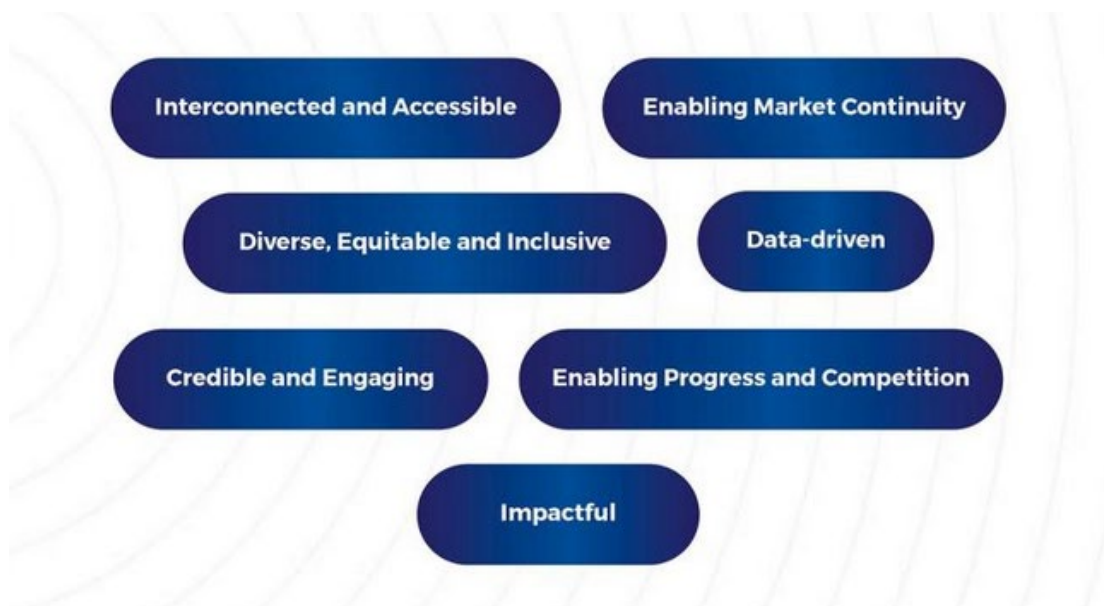 Interconnected and Accessible
Enabling Market Continuity
Diverse, Equitable and Inclusive
Data-driven
Credible and Engaging
Enabling Progress and Competition
Impactful